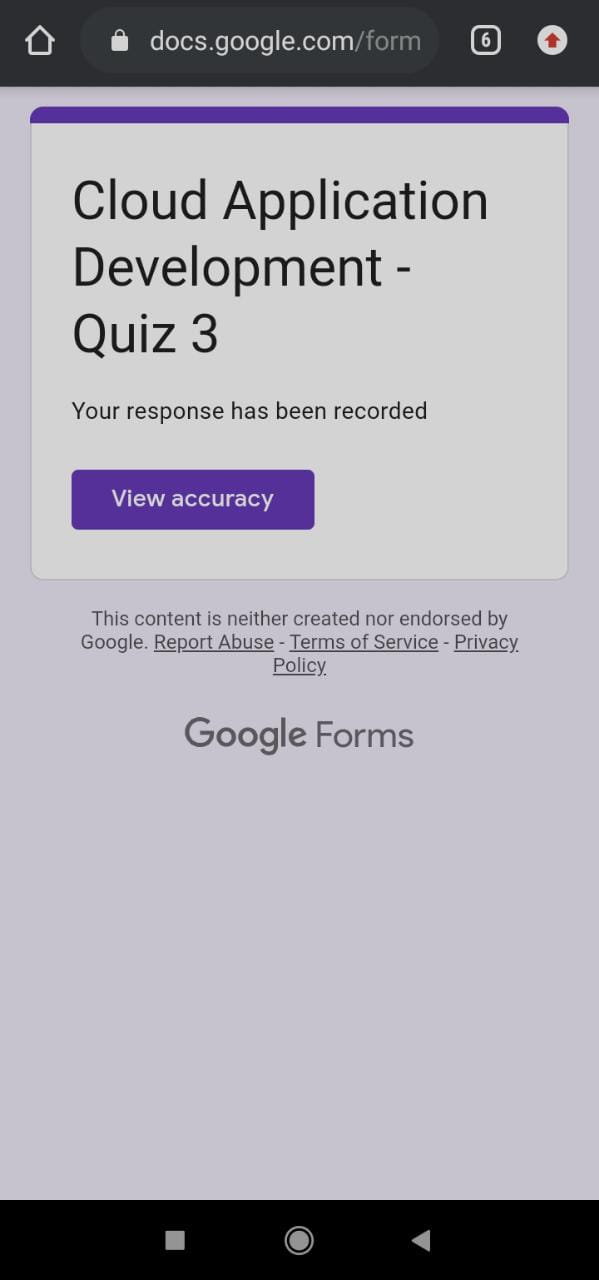 docs.google.com/form
6
Cloud Application
Development -
Quiz 3
Your response has been recorded
View accuracy
This content is neither created nor endorsed by
Google. Report Abuse - Terms of Service - Privacy
Policy
Google Forms